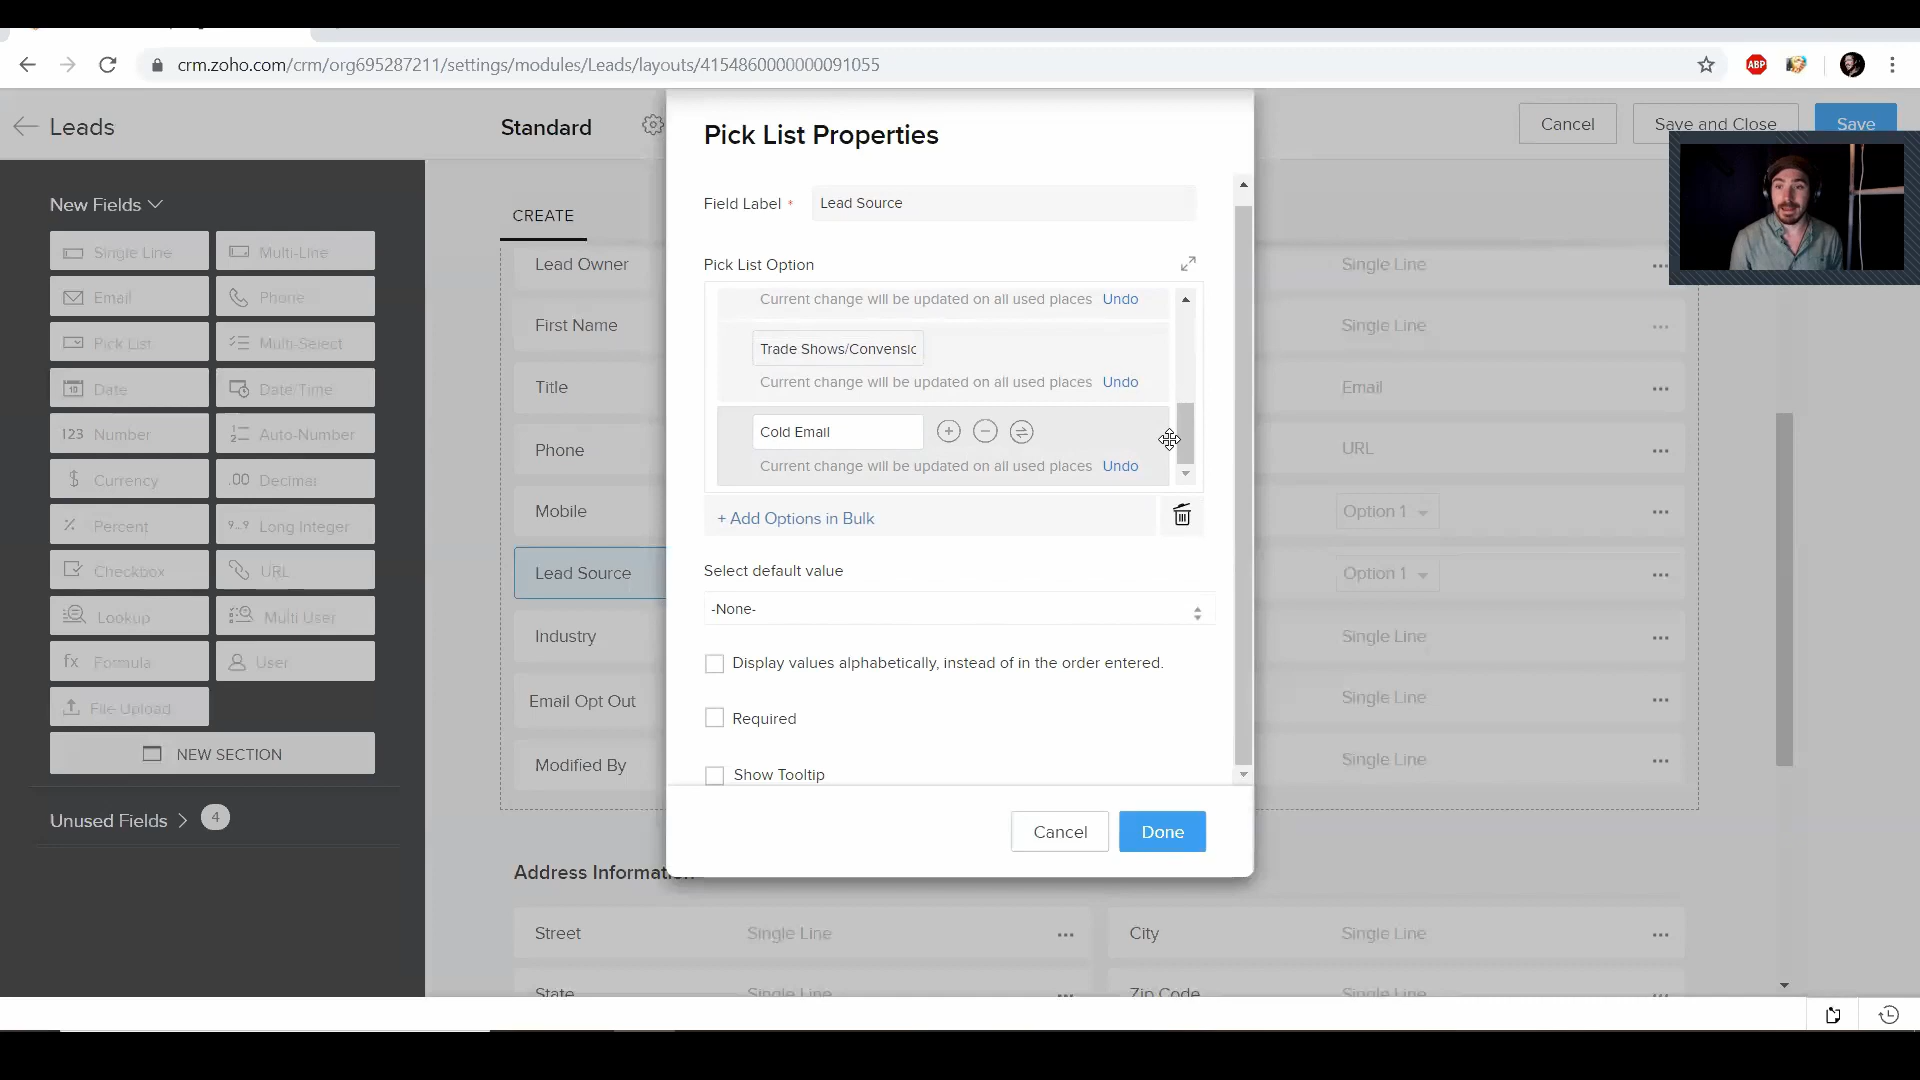 crm.zoho.com/crm/org695287211/settings/modules/Leads/layouts/4154860000000091055
ABP
Leads
Standard
Cancel
Save and Close
Save
Pick List Properties
New Fields
Single Line
Multi-Line
Email
Phone
Pick List
Multi-Select
Date
Date/Time
123 Number
Auto-Number
Currency
.00 Decimal
Percent
Long Integer
Checkbox
URL
Lookup
Multi User
fx Formula
User
File Upload
NEW SECTION
Unused Fields
4
CREATE
Lead Owner
Single Line
First Name
Single Line
Title
Email
Phone
URL
Mobile
Option 1
Lead Source
Option 1
Industry
Single Line
Email Opt Out
Single Line
Modified By
Single Line
Address Information
Street
Single Line
City
Single Line
State
Single Line
Zip Code
Single Line
Field Label *
Lead Source
Pick List Option
Current change will be updated on all used places Undo
Trade Shows/Convensic
Current change will be updated on all used places Undo
Cold Email
Current change will be updated on all used places Undo
+ Add Options in Bulk
Select default value
-None-
Display values alphabetically, instead of in the order entered.
Required
Show Tooltip
Cancel
Done